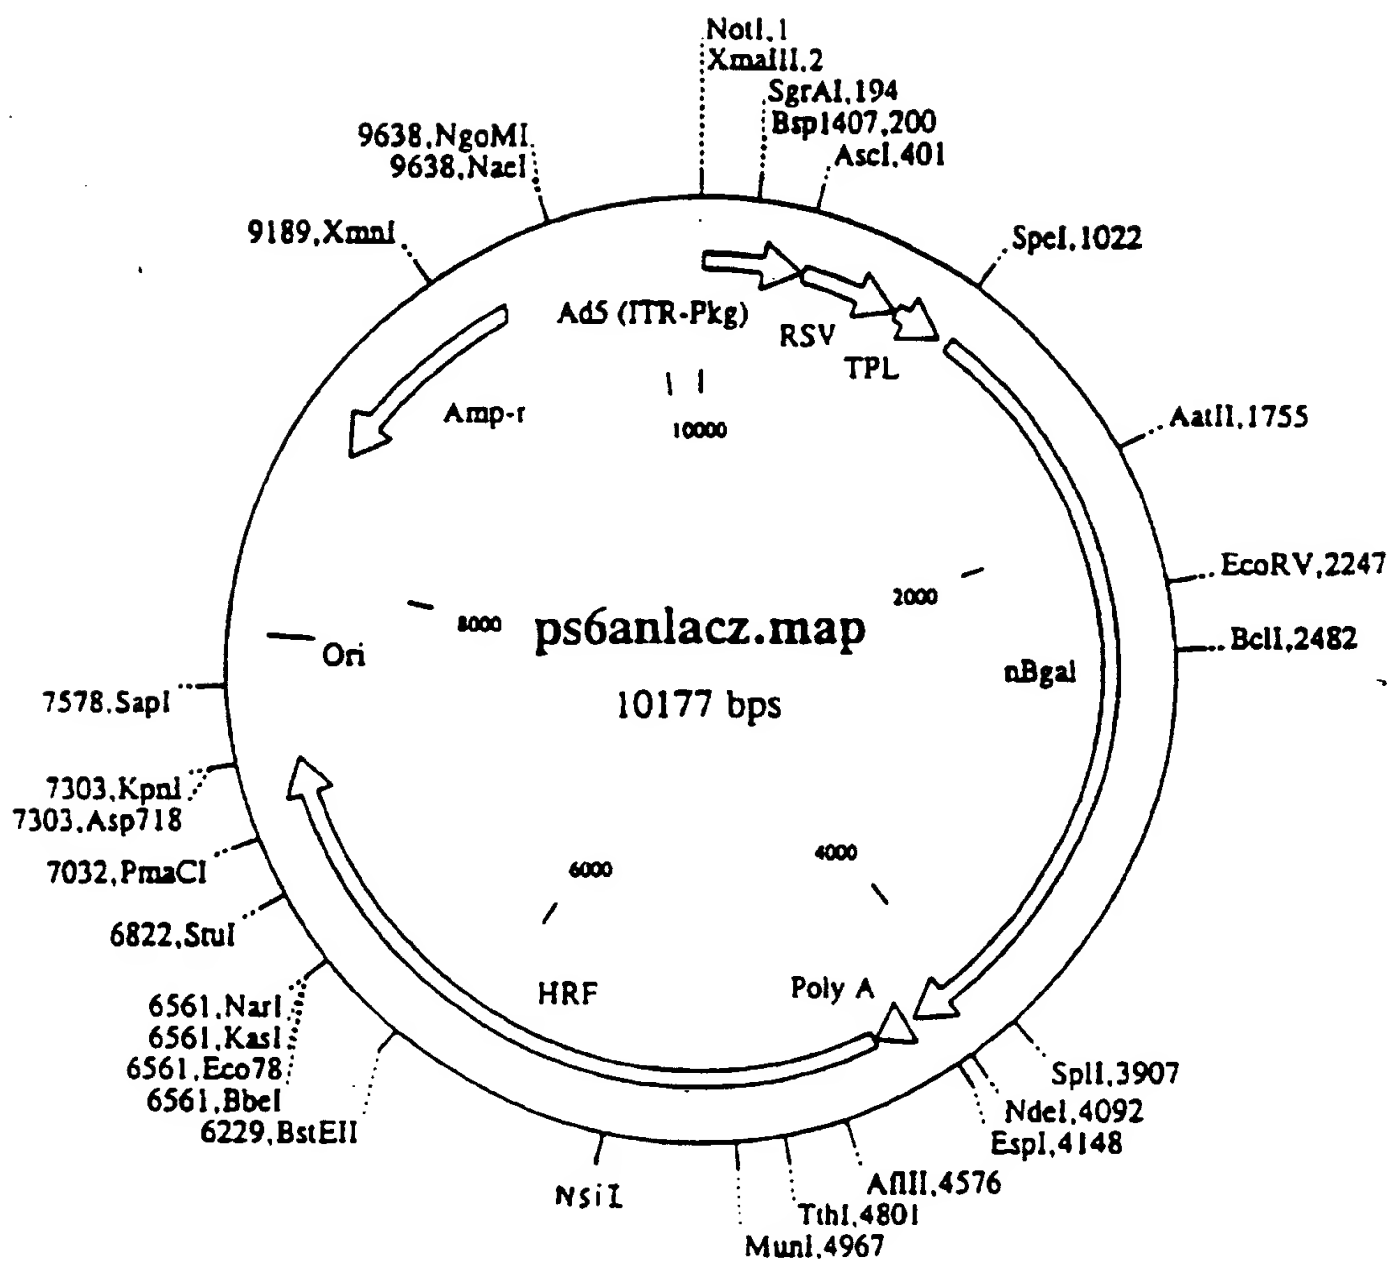 NotI,1
XmaIII,2
SgrAI,194
Bsp1407,200
AscI,401
9638,NgoMI
9638,NaeI
9189,XmnI
SpeI,1022
Ad5 (ITR-Pkg)
RSV
TPL
Amp-r
10000
AatII,1755
EcoRV,2247
2000
8000
ps6anlacz.map
BclI,2482
Ori
nBgal
7578,SapI
10177 bps
7303,KpnI
7303,Asp718
7032,PmaCI
4000
6000
6822,StuI
HRF
Poly A
6561,NarI
6561,KasI
6561,Eco78
6561,BbeI
6229,BstEII
SplI,3907
NdeI,4092
EspI,4148
AflII,4576
NsiI
TthI,4801
MunI,4967